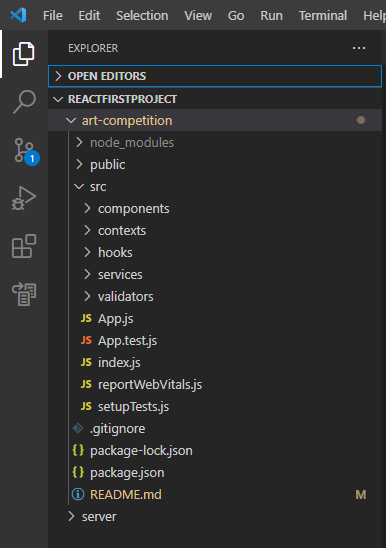 File Edit Selection View Go Run Terminal Help
EXPLORER ...
OPEN EDITORS
REACTFIRSTPROJECT
art-competition
node_modules
public
src
components
contexts
hooks
services
validators
JS App.js
JS App.test.js
JS index.js
JS reportWebVitals.js
JS setupTests.js
.gitignore
{} package-lock.json
{} package.json
README.md M
server
1